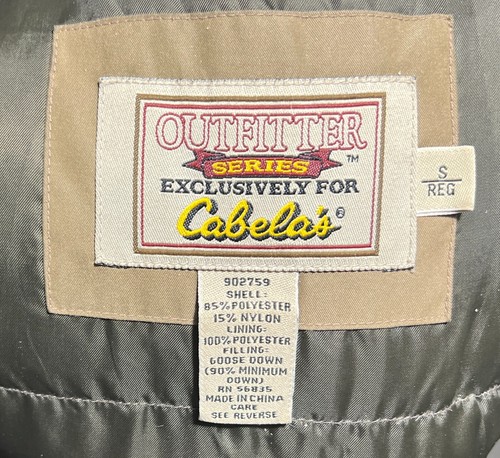 OUTFITTER
SERIES ™
EXCLUSIVELY FOR
Cabela's®
S
REG
902759
SHELL:
85% POLYESTER
15% NYLON
LINING:
100% POLYESTER
FILLING:
GOOSE DOWN
(90% MINIMUM
DOWN)
RN 56835
MADE IN CHINA
CARE
SEE REVERSE